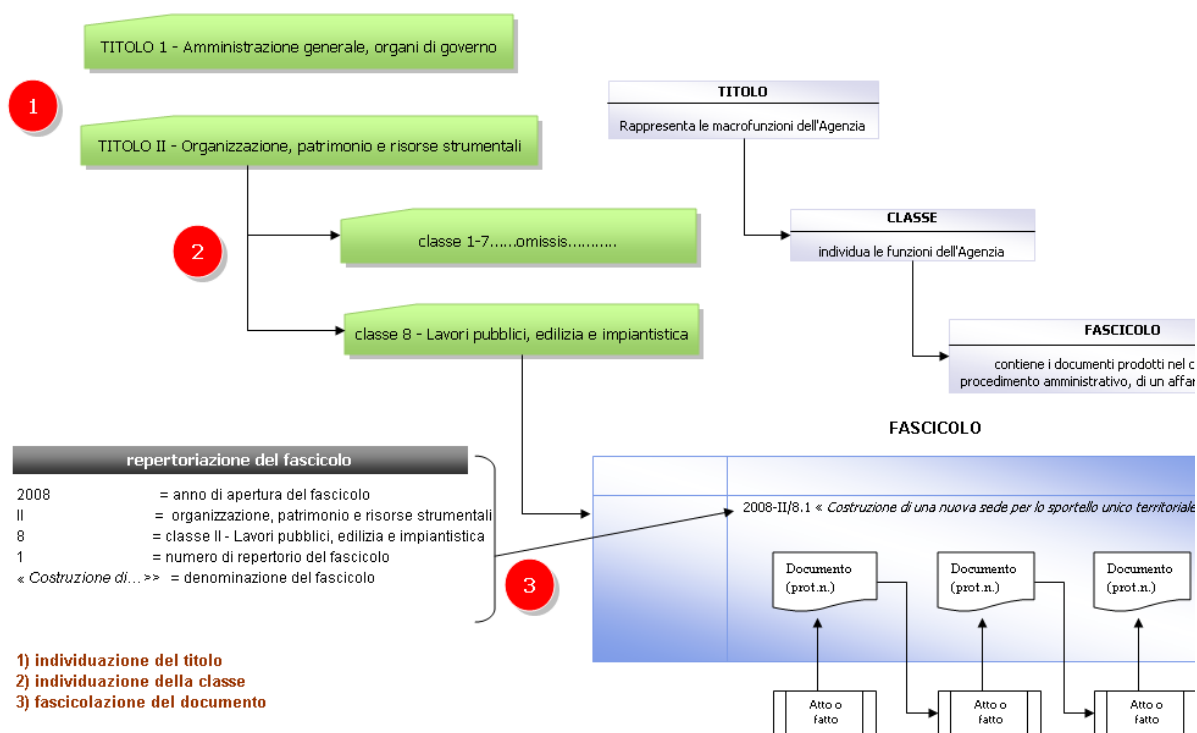 TITOLO 1 - Amministrazione generale, organi di governo
1
TITOLO II - Organizzazione, patrimonio e risorse strumentali
2
classe 1-7......omissis...........
classe 8 - Lavori pubblici, edilizia e impiantistica
TITOLO
Rappresenta le macrofunzioni dell'Agenzia
CLASSE
individua le funzioni dell'Agenzia
FASCICOLO
contiene i documenti prodotti nel c
procedimento amministrativo, di un affar
repertoriazione del fascicolo
2008 = anno di apertura del fascicolo
II = organizzazione, patrimonio e risorse strumentali
8 = classe II - Lavori pubblici, edilizia e impiantistica
1 = numero di repertorio del fascicolo
« Costruzione di... >> = denominazione del fascicolo
3
FASCICOLO
2008-II/8.1 « Costruzione di una nuova sede per lo sportello unico territoriale
Documento
(prot.n.)
Documento
(prot.n.)
Documento
(prot.n.)
Atto o
fatto
Atto o
fatto
Atto o
fatto
1) individuazione del titolo
2) individuazione della classe
3) fascicolazione del documento